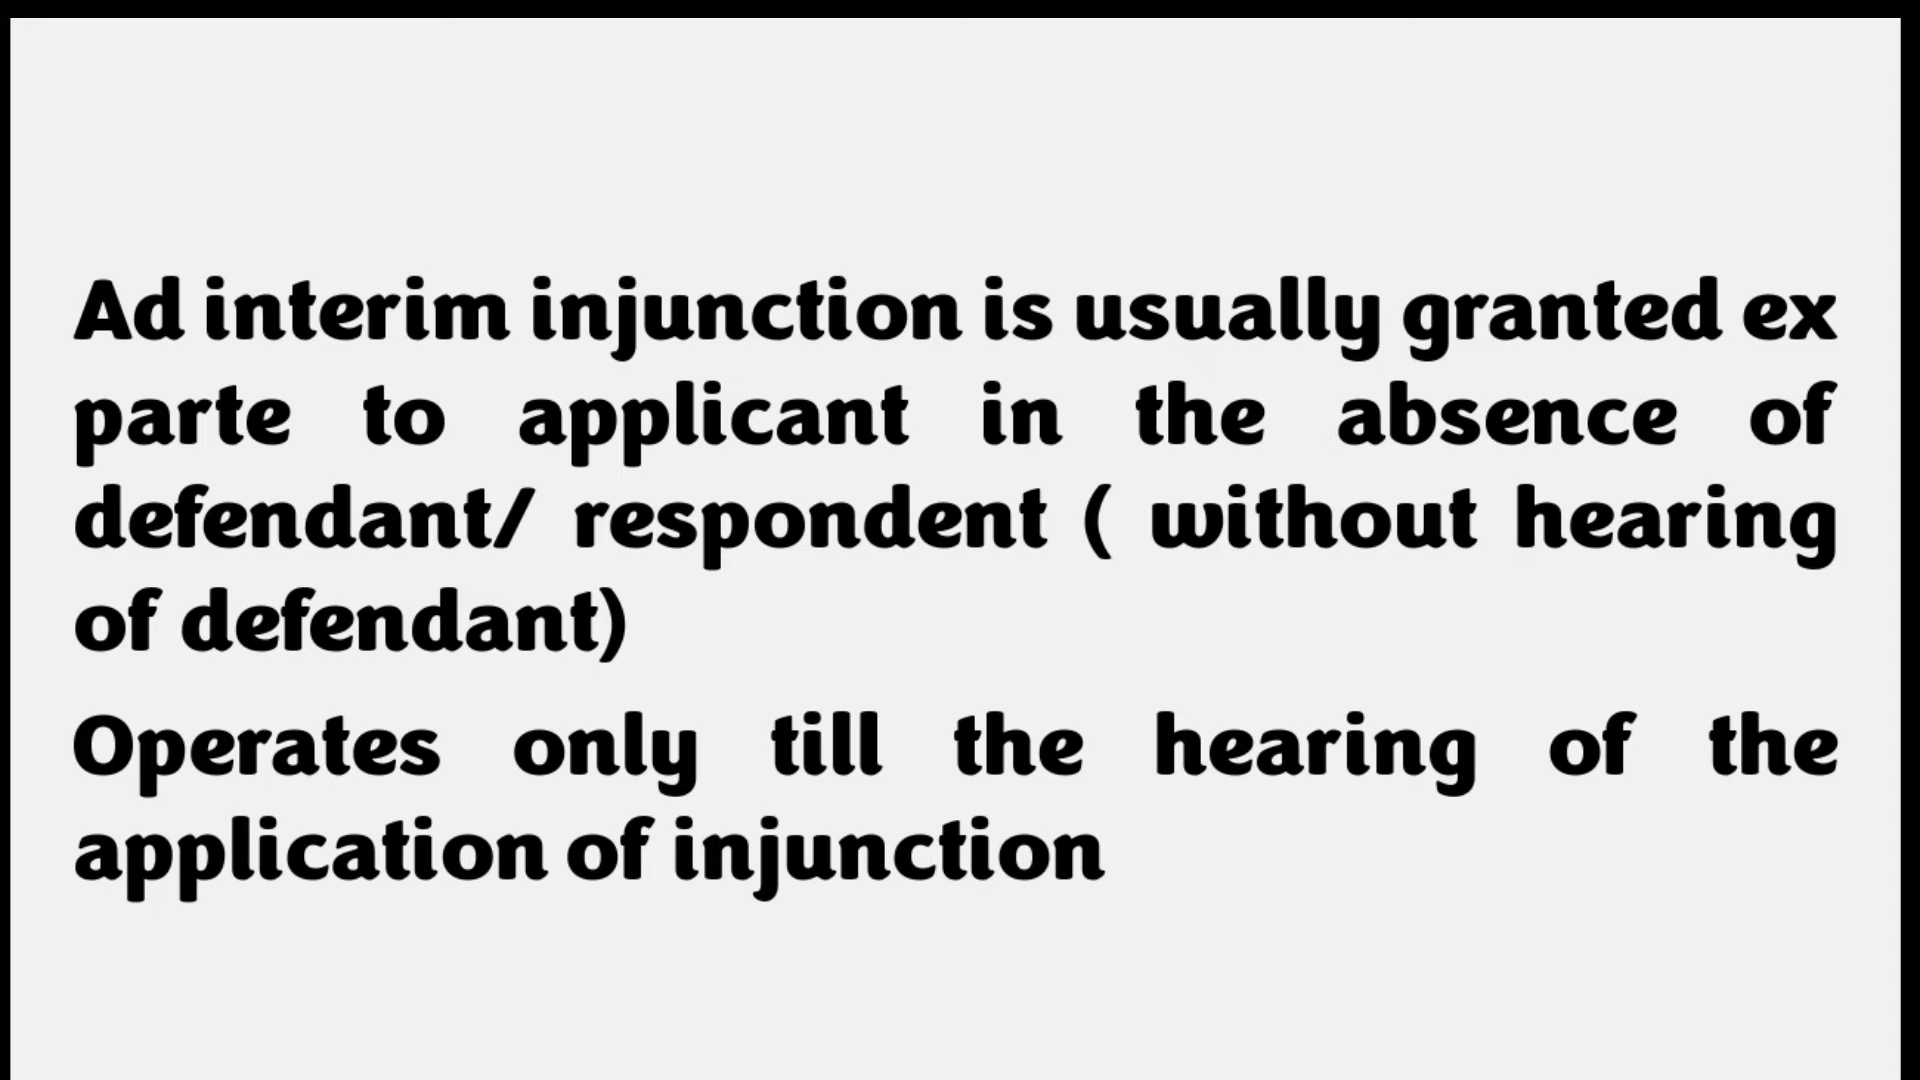 Ad interim injunction is usually granted ex
parte to applicant in the absence of
defendant/ respondent ( without hearing
of defendant)
Operates only till the hearing of the
application of injunction